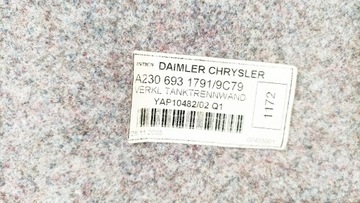 DAIMLER CHRYSLER
A230 693 1791/9C79
VERKL TANKTRENNWAND
YAP10482/02 Q1
1172